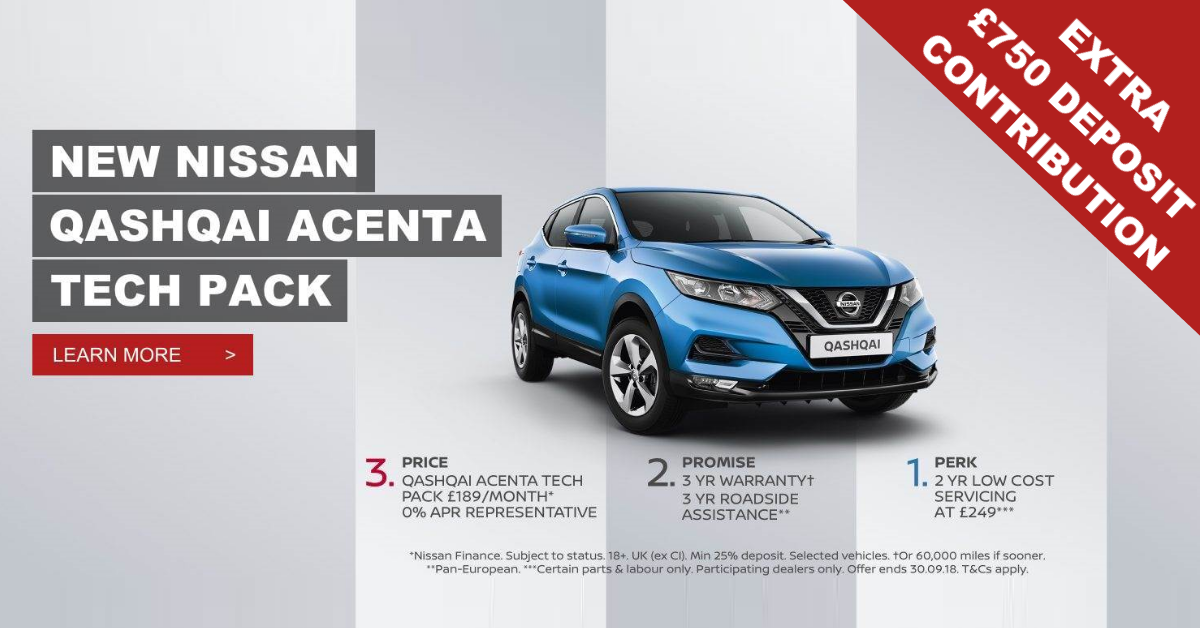 EXTRA
£750 DEPOSIT
CONTRIBUTION
NEW NISSAN
QASHQAI ACENTA
TECH PACK
LEARN MORE >
NISSAN
QASHQAI
3. PRICE
QASHQAI ACENTA TECH
PACK £189/MONTH*
0% APR REPRESENTATIVE
2. PROMISE
3 YR WARRANTY†
3 YR ROADSIDE
ASSISTANCE**
1. PERK
2 YR LOW COST
SERVICING
AT £249***
*Nissan Finance. Subject to status. 18+. UK (ex CI). Min 25% deposit. Selected vehicles. †Or 60,000 miles if sooner.
**Pan-European. ***Certain parts & labour only. Participating dealers only. Offer ends 30.09.18. T&Cs apply.